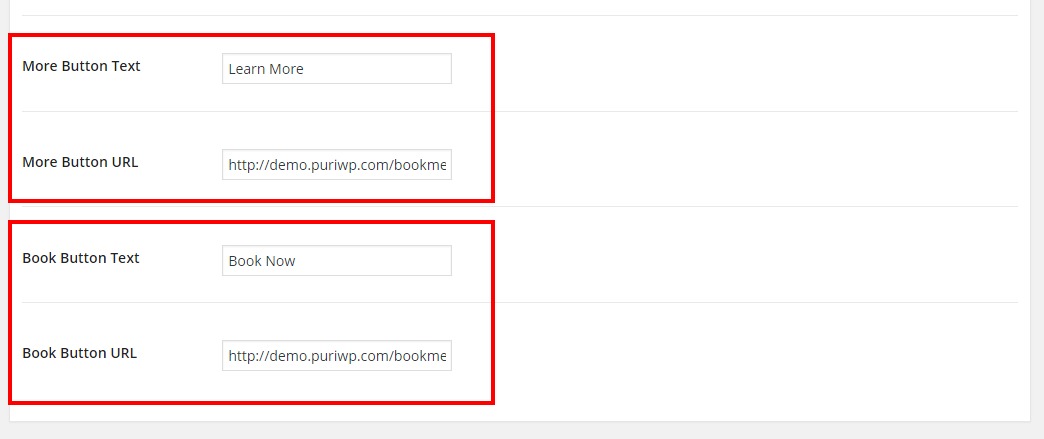 More Button Text
Learn More
More Button URL
http://demo.puriwp.com/bookme
Book Button Text
Book Now
Book Button URL
http://demo.puriwp.com/bookme